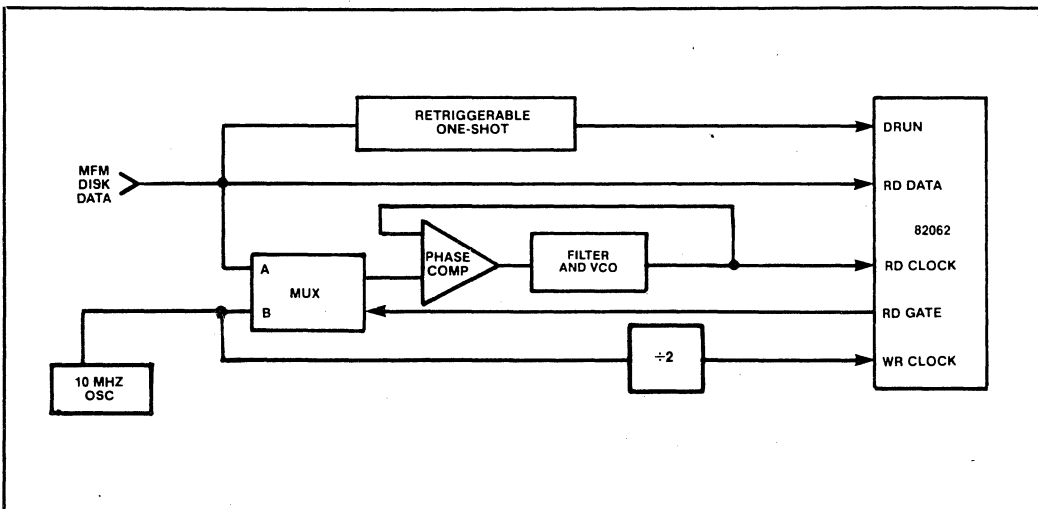 RETRIGGERABLE
ONE-SHOT
DRUN
MFM
DISK
DATA
RD DATA
82062
PHASE
COMP
FILTER
AND VCO
A
MUX
B
RD CLOCK
RD GATE
10 MHZ
OSC
÷2
WR CLOCK